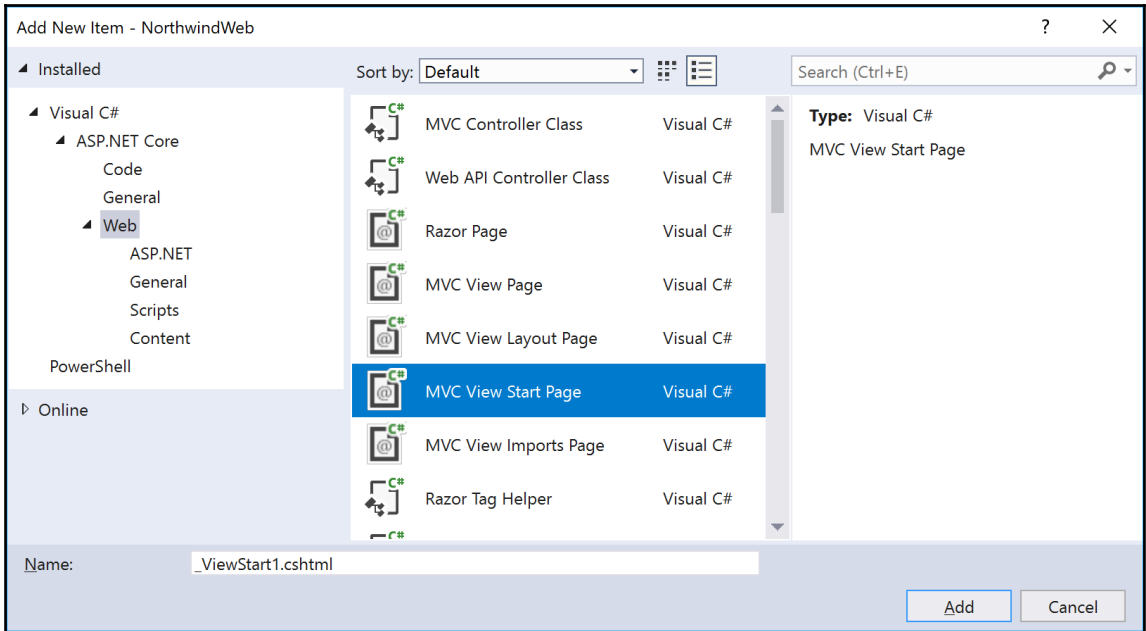 Add New Item - NorthwindWeb
?
Installed
Sort by: Default
Search (Ctrl+E)
Visual C#
ASP.NET Core
Code
General
Web
ASP.NET
General
Scripts
Content
PowerShell
Online
MVC Controller Class Visual C#
Web API Controller Class Visual C#
Razor Page Visual C#
MVC View Page Visual C#
MVC View Layout Page Visual C#
MVC View Start Page Visual C#
MVC View Imports Page Visual C#
Razor Tag Helper Visual C#
Type: Visual C#
MVC View Start Page
Name: _ViewStart1.cshtml
Add Cancel